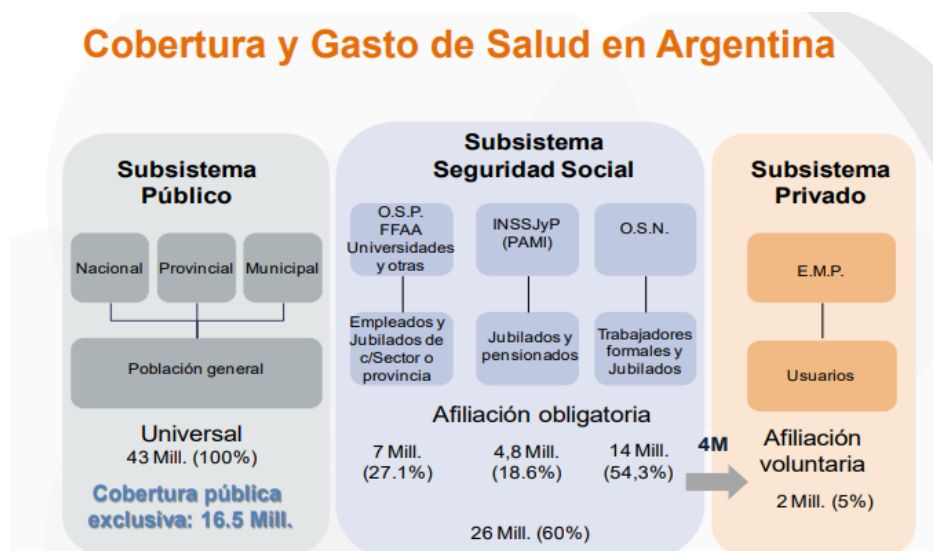 Cobertura y Gasto de Salud en Argentina
Subsistema
Público
Nacional
Provincial
Municipal
Población general
Universal
43 Mill. (100%)
Cobertura pública
exclusiva: 16.5 Mill.
Subsistema
Seguridad Social
O.S.P.
FFAA
Universidades
y otras
INSSJyP
(PAMI)
O.S.N.
Empleados y
Jubilados de
c/Sector o
provincia
Jubilados y
pensionados
Trabajadores
formales y
Jubilados
Afiliación obligatoria
7 Mill.
(27.1%)
4,8 Mill.
(18.6%)
14 Mill.
(54,3%)
26 Mill. (60%)
4M
Subsistema
Privado
E.M.P.
Usuarios
Afiliación
voluntaria
2 Mill. (5%)